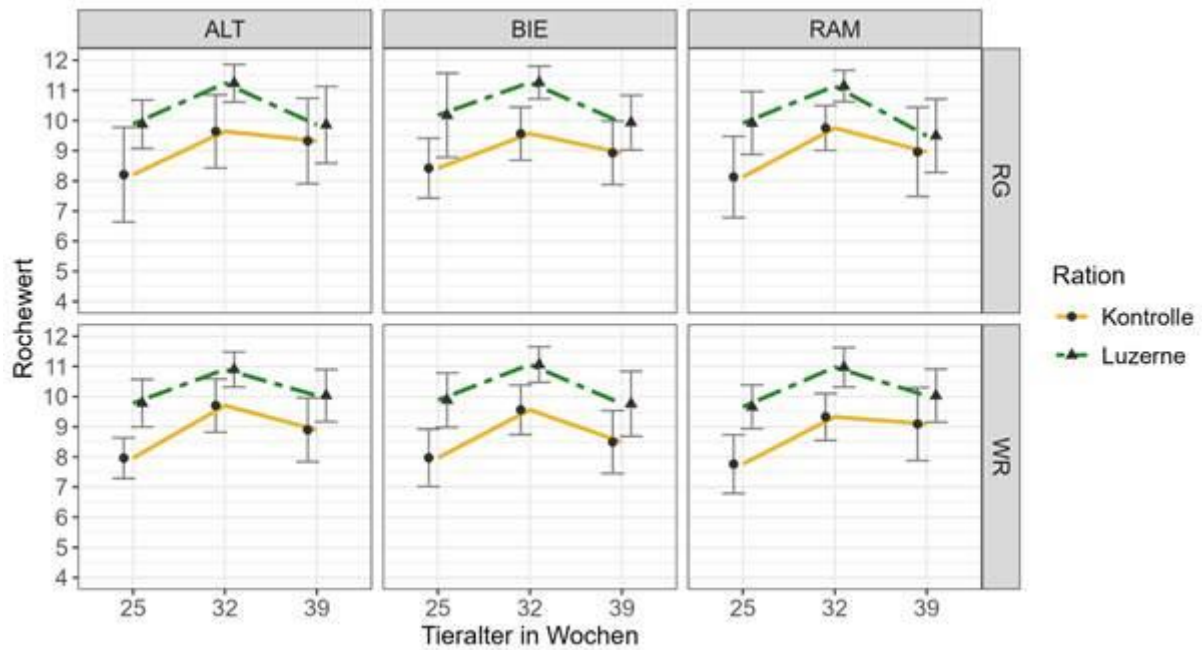 ALT
BIE
RAM
12
11
10
9
8
7
6
5
4
RG
12
11
10
9
8
7
6
5
4
WR
Rochewert
25 32 39
25 32 39
25 32 39
Tieralter in Wochen
Ration
Kontrolle
Luzerne